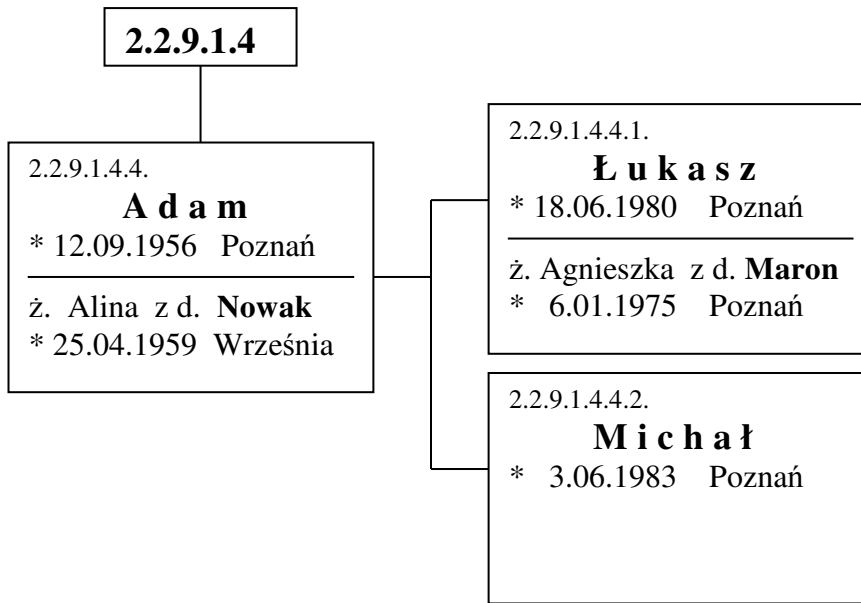 2.2.9.1.4
2.2.9.1.4.4.
A d a m
* 12.09.1956 Poznań
ż. Alina z d. Nowak
* 25.04.1959 Września
2.2.9.1.4.4.1.
Ł u k a s z
* 18.06.1980 Poznań
ż. Agnieszka z d. Maron
* 6.01.1975 Poznań
2.2.9.1.4.4.2.
M i c h a ł
* 3.06.1983 Poznań